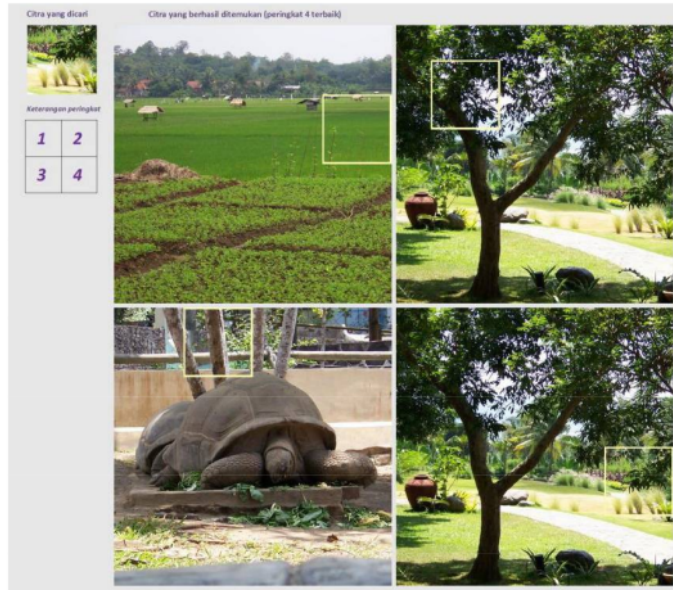 Citra yang dicari
Citra yang berhasil ditemukan (peringkat 4 terbaik)
Keterangan peringkat
1 2
3 4